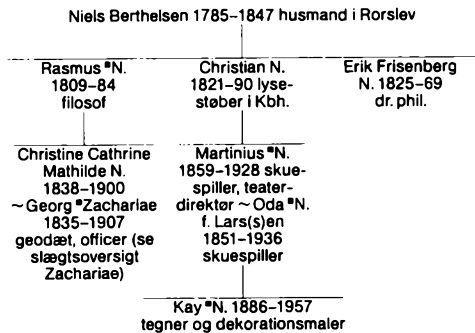 Niels Berthelsen 1785–1847 husmand i Rorslev
Rasmus *N.
1809–84
filosof
Christian N.
1821–90 lyse-
støber i Kbh.
Erik Frisenberg
N. 1825–69
dr. phil.
Christine Cathrine
Mathilde N.
1838–1900
~Georg *Zachariae
1835–1907
geodæt, officer (se
slægtsoversigt
Zachariae)
Martinius *N.
1859–1928 skue-
spiller, teater-
direktør ~ Oda *N.
f. Lars(s)en
1851–1936
skuespiller
Kay *N. 1886–1957
tegner og dekorationsmaler